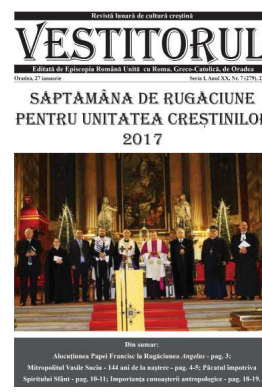 Revistă lunară de cultură creştină
VESTITORUL
Editată de Episcopia Română Unită cu Roma, Greco-Catolică, de Oradea
Oradea, 27 ianuarie
Seria I, Anul XX, Nr. 7 (279), 2
SĂPTĂMÂNA DE RUGĂCIUNE
PENTRU UNITATEA CREŞTINILO
2017
Din sumar:
Alocuţiunea Papei Francisc la Rugăciunea Angelus - pag. 3;
Mitropolitul Vasile Suciu - 144 ani de la naştere - pag. 4-5; Păcatul împotriva
Spiritului Sfânt - pag. 10-11; Importanţa cunoaşterii antropologice - pag. 18-19.